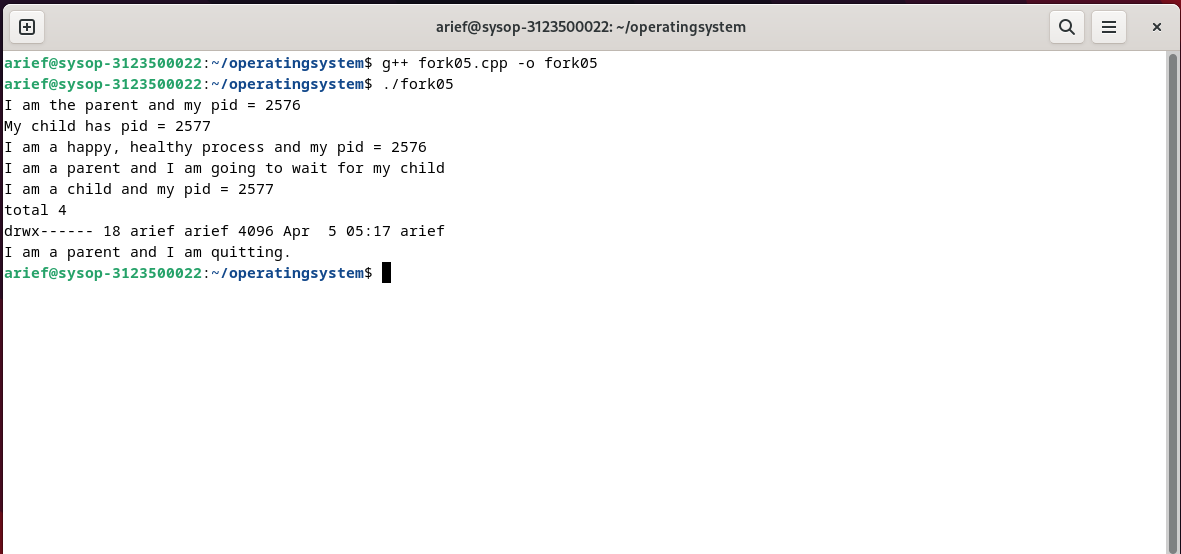 arief@sysop-3123500022: ~/operatingsystem
arief@sysop-3123500022:~/operatingsystem$ g++ fork05.cpp -o fork05
arief@sysop-3123500022:~/operatingsystem$ ./fork05
I am the parent and my pid = 2576
My child has pid = 2577
I am a happy, healthy process and my pid = 2576
I am a parent and I am going to wait for my child
I am a child and my pid = 2577
total 4
drwx------ 18 arief arief 4096 Apr  5 05:17 arief
I am a parent and I am quitting.
arief@sysop-3123500022:~/operatingsystem$